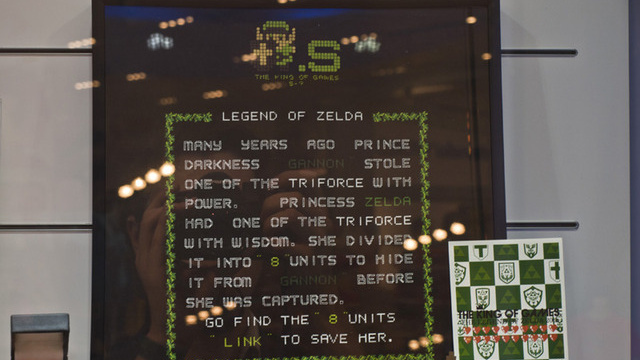 .S
THE KING OF GAMES
LEGEND OF ZELDA
MANY YEARS AGO PRINCE
DARKNESS GANNON STOLE
ONE OF THE TRIFORCE WITH
POWER. PRINCESS ZELDA
HAD ONE OF THE TRIFORCE
WITH WISDOM. SHE DIVIDED
IT INTO "8"UNITS TO HIDE
IT FROM GANNON BEFORE
SHE WAS CAPTURED.
GO FIND THE "8"UNITS
"LINK" TO SAVE HER.
THE KING OF GAMES